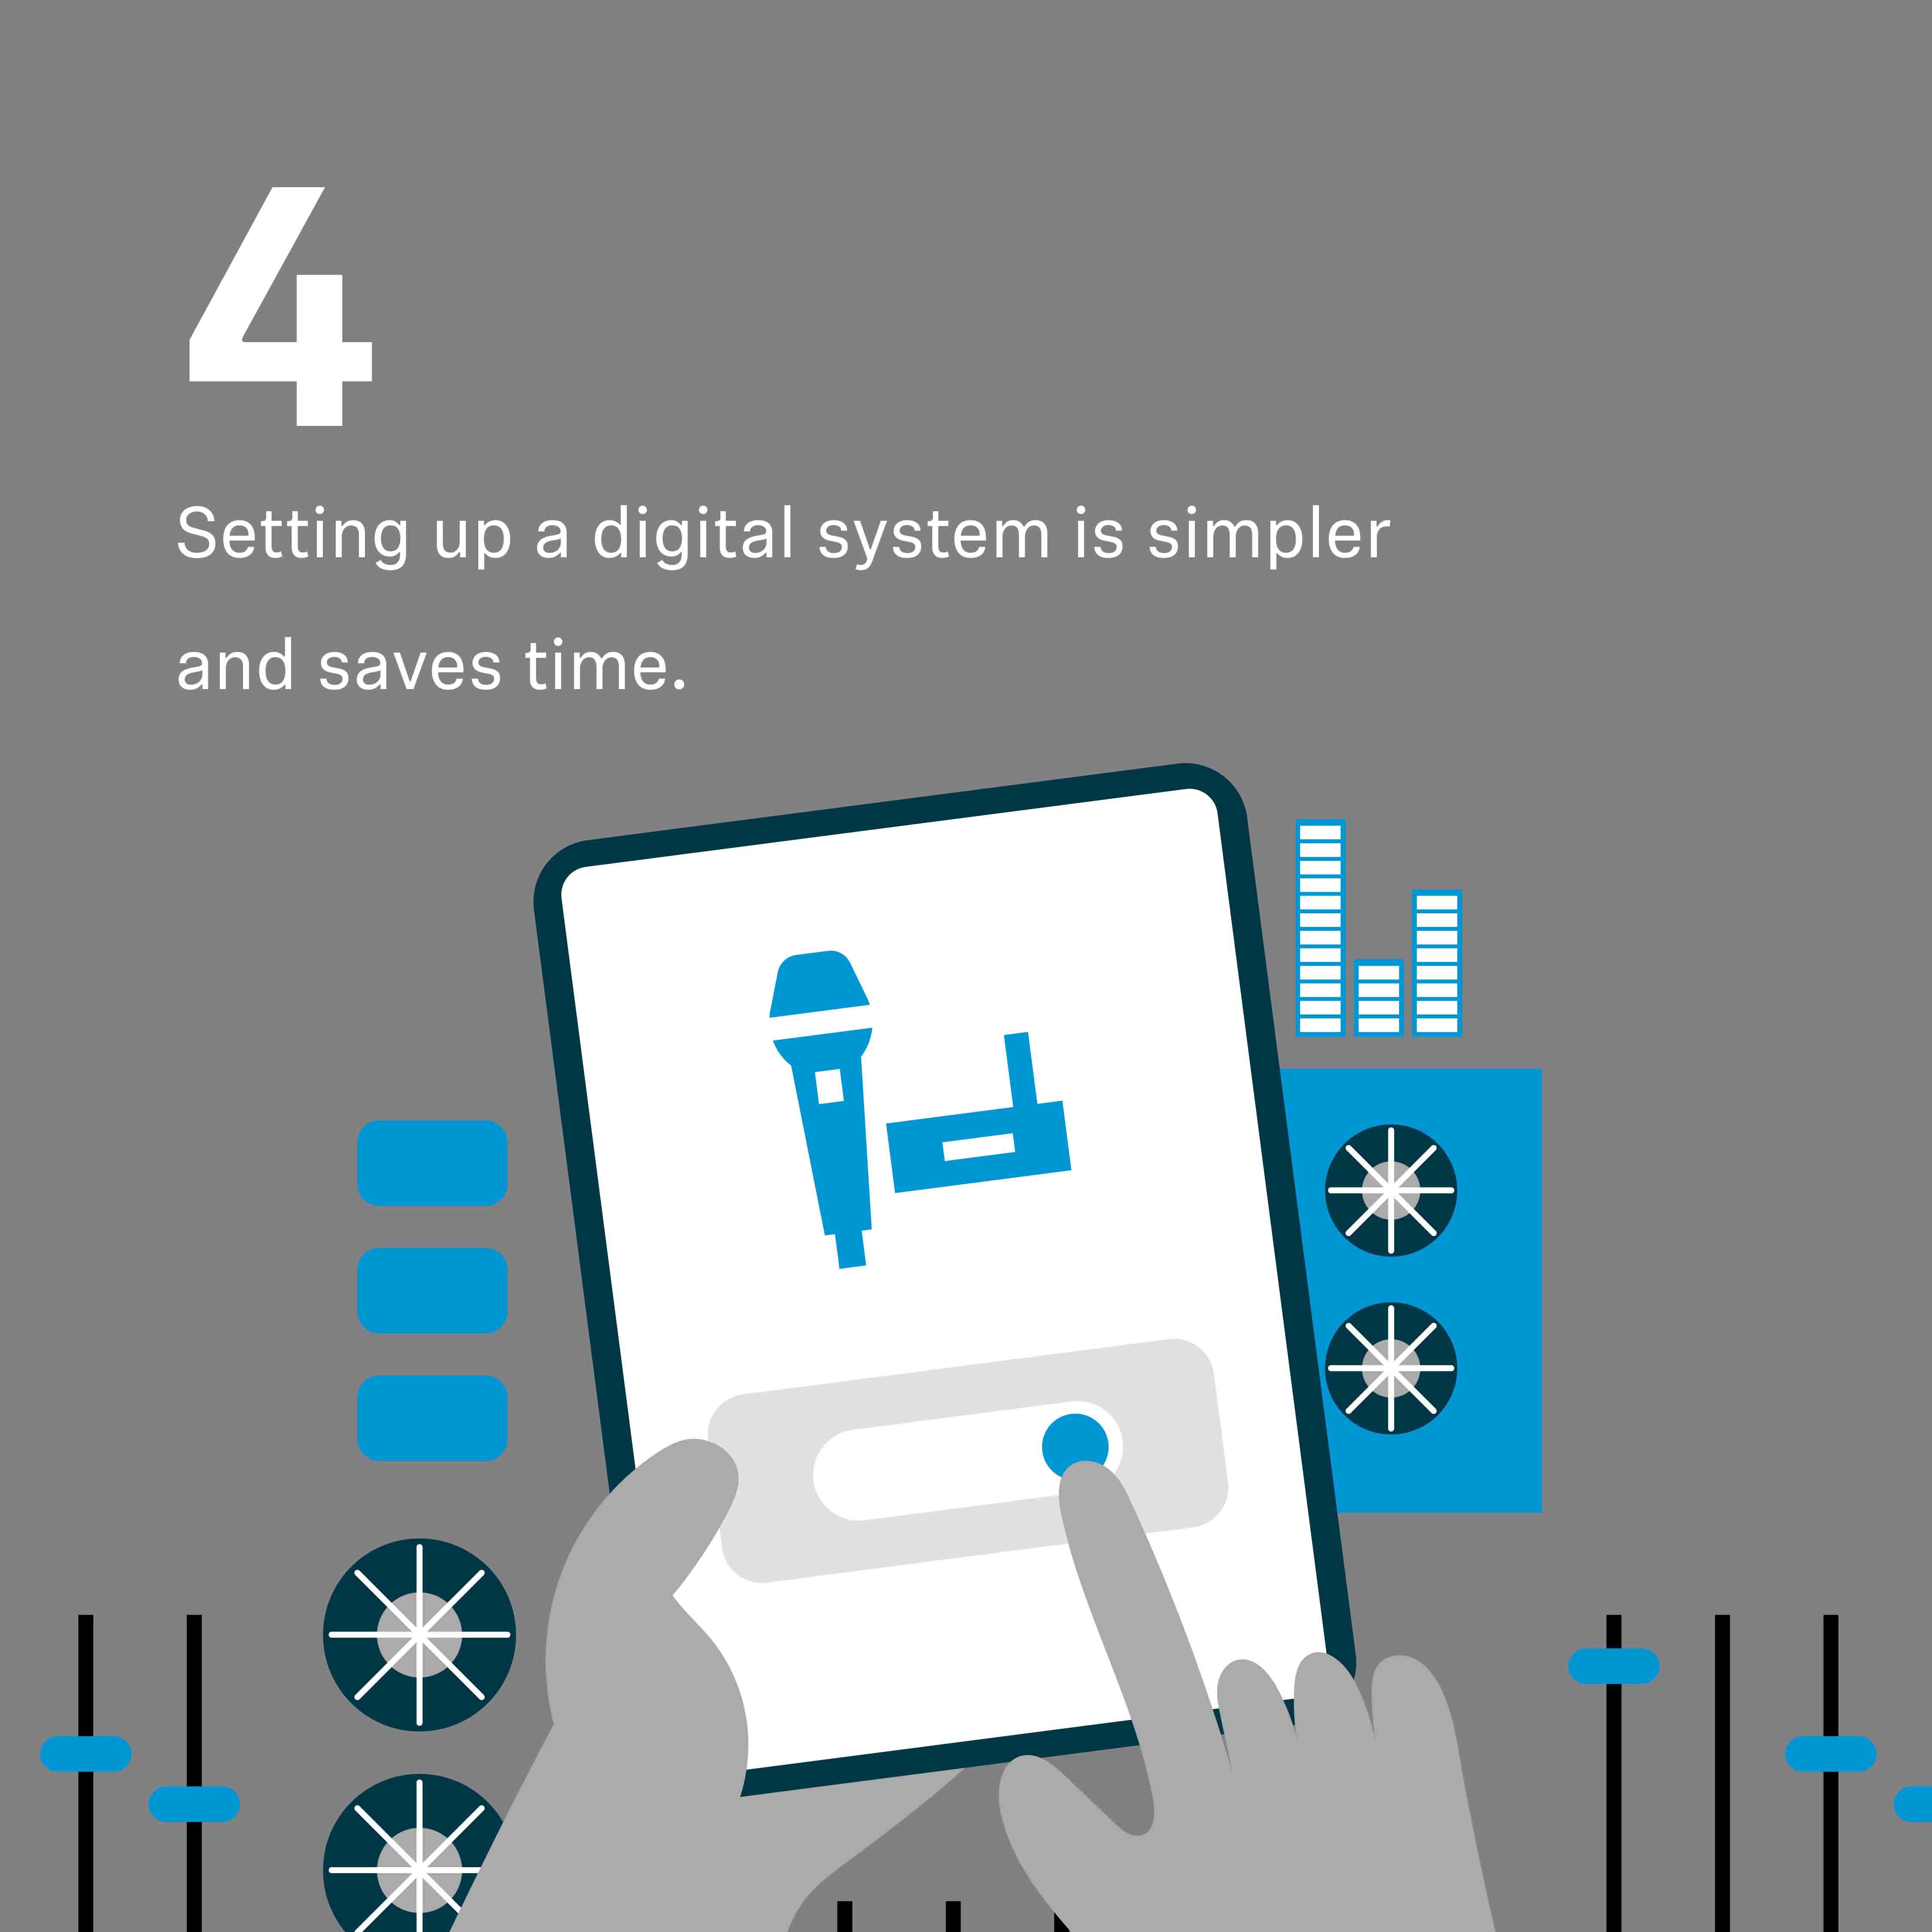 4
Setting up a digital system is simpler
and saves time.